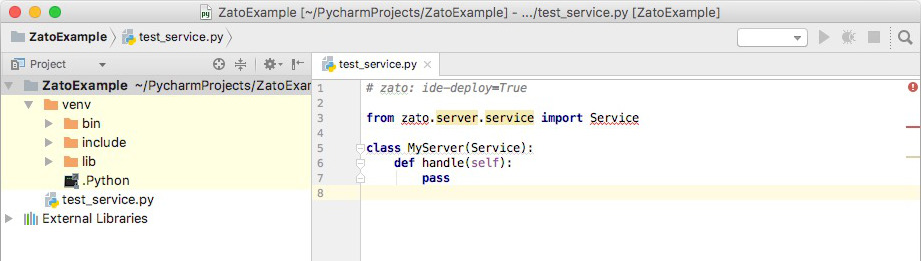 ZatoExample [~/PycharmProjects/ZatoExample] - .../test_service.py [ZatoExample]
ZatoExample test_service.py
Project
test_service.py
ZatoExample ~/PycharmProjects/ZatoExar
venv
bin
include
lib
.Python
test_service.py
External Libraries
1 # zato: ide-deploy=True
2
3 from zato.server.service import Service
4
5 class MyServer(Service):
6 def handle(self):
7 pass
8